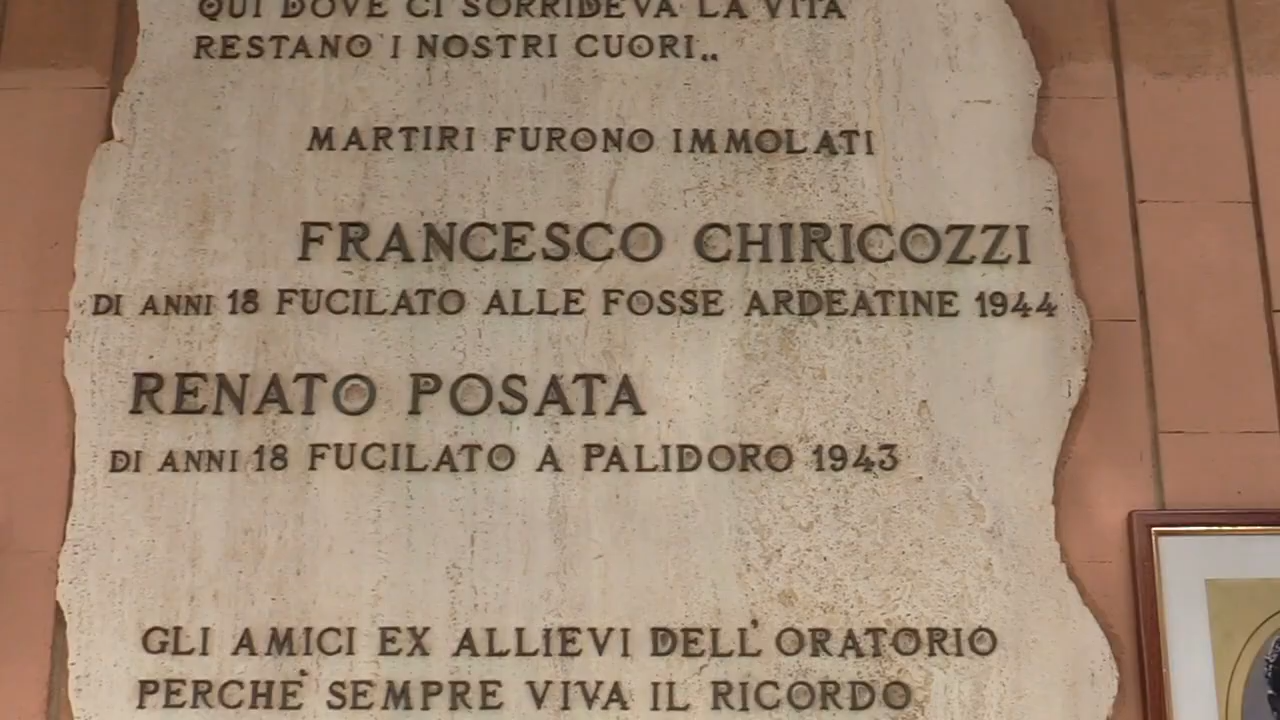 QUI DOVE CI SORRIDEVA LA VITA
RESTANO I NOSTRI CUORI..
MARTIRI FURONO IMMOLATI
FRANCESCO CHIRICOZZI
DI ANNI 18 FUCILATO ALLE FOSSE ARDEATINE 1944
RENATO POSATA
DI ANNI 18 FUCILATO A PALIDORO 1943
GLI AMICI EX ALLIEVI DELL'ORATORIO
PERCHE' SEMPRE VIVA IL RICORDO